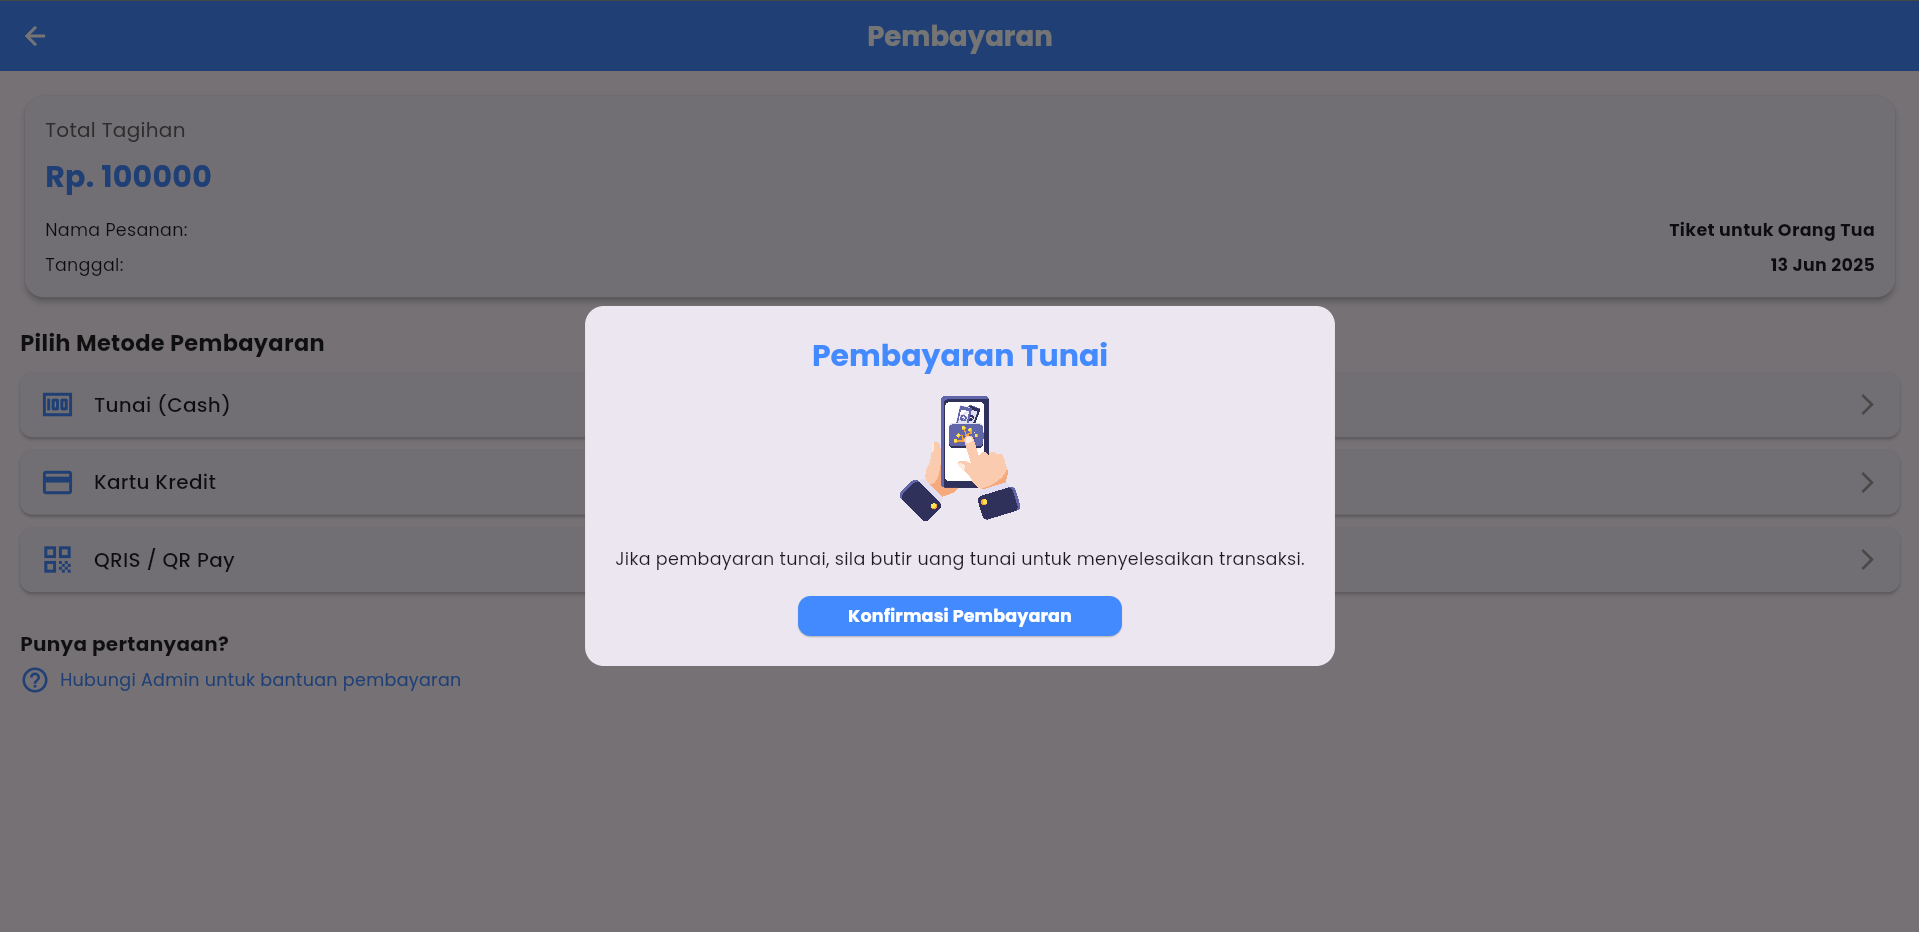 Pembayaran
Total Tagihan
Rp. 100000
Nama Pesanan: Tiket untuk Orang Tua
Tanggal: 13 Jun 2025
Pilih Metode Pembayaran
100 Tunai (Cash)
Kartu Kredit
QRIS / QR Pay
Punya pertanyaan?
Hubungi Admin untuk bantuan pembayaran
Pembayaran Tunai
Jika pembayaran tunai, sila butir uang tunai untuk menyelesaikan transaksi.
Konfirmasi Pembayaran